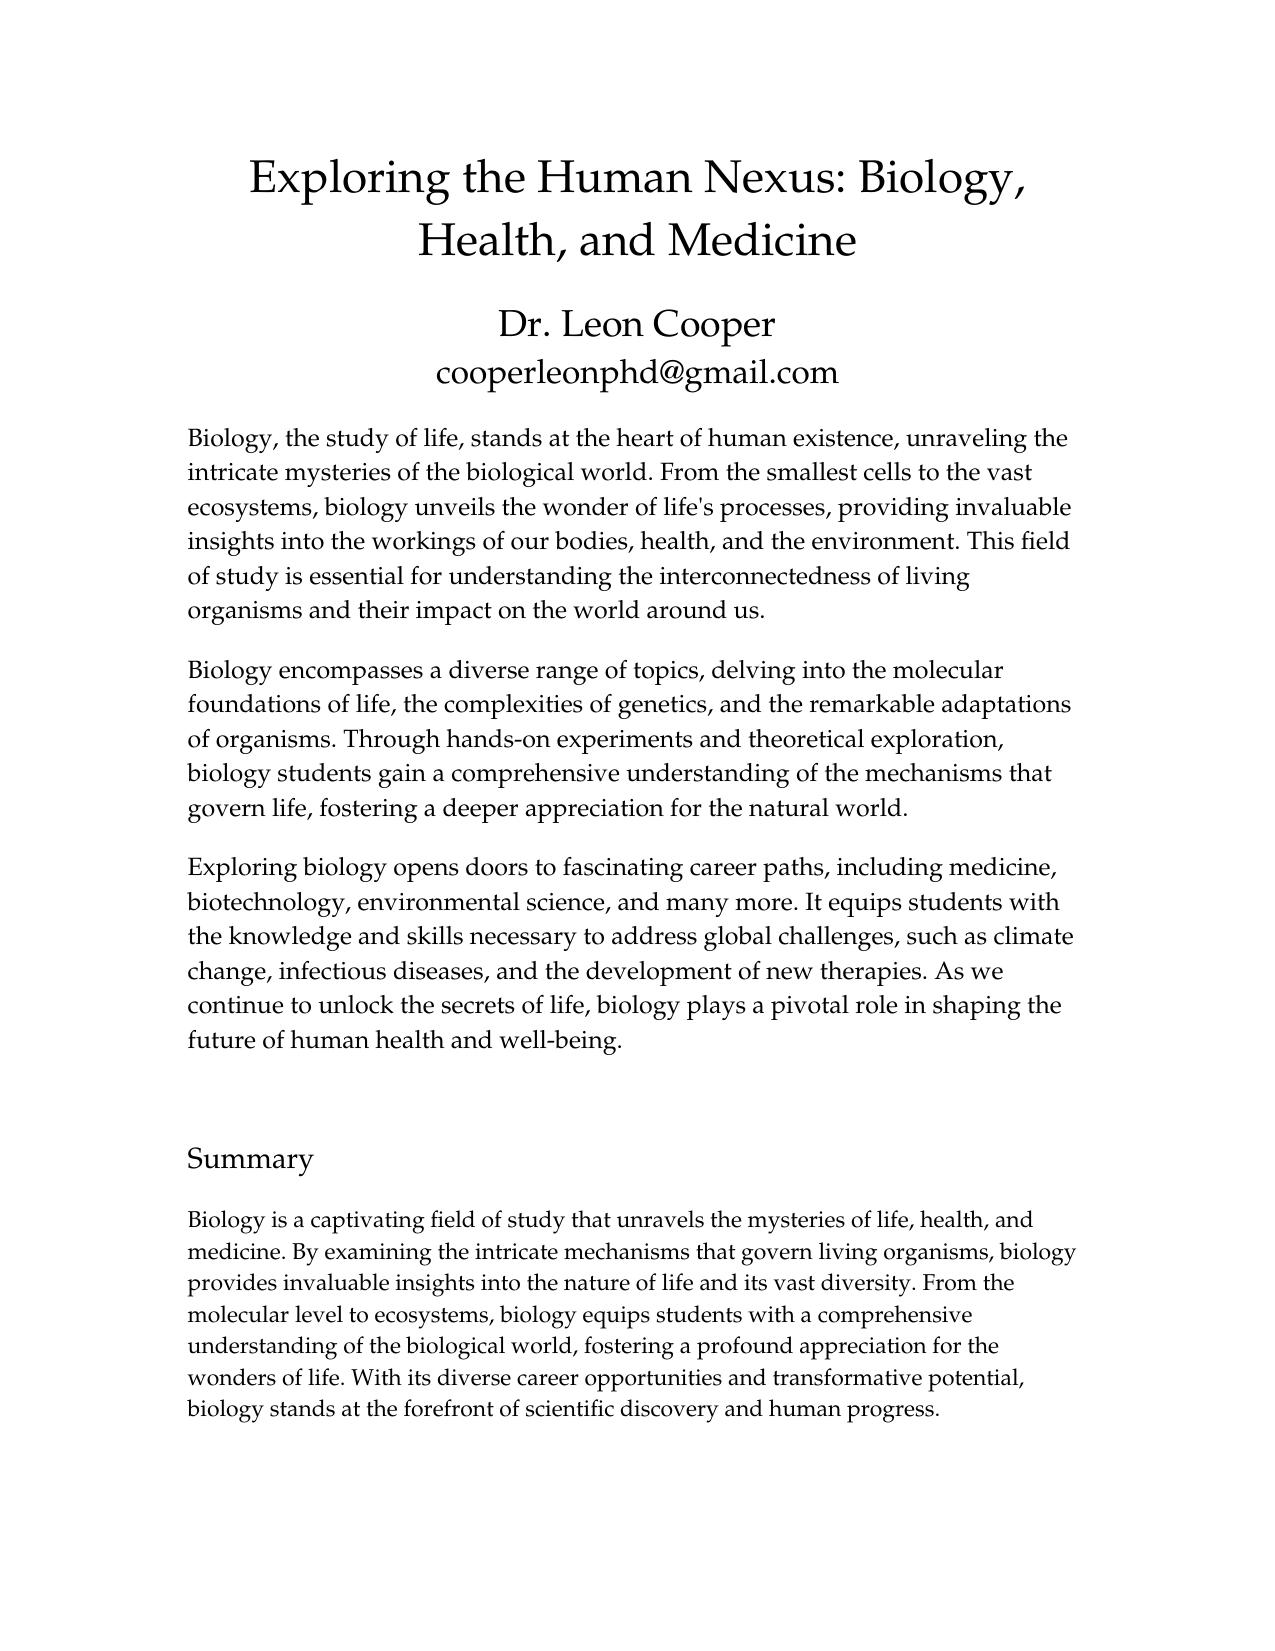 Exploring the Human Nexus: Biology,
Health, and Medicine
Dr. Leon Cooper
cooperleonphd@gmail.com
Biology, the study of life, stands at the heart of human existence, unraveling the
intricate mysteries of the biological world. From the smallest cells to the vast
ecosystems, biology unveils the wonder of life's processes, providing invaluable
insights into the workings of our bodies, health, and the environment. This field
of study is essential for understanding the interconnectedness of living
organisms and their impact on the world around us.
Biology encompasses a diverse range of topics, delving into the molecular
foundations of life, the complexities of genetics, and the remarkable adaptations
of organisms. Through hands-on experiments and theoretical exploration,
biology students gain a comprehensive understanding of the mechanisms that
govern life, fostering a deeper appreciation for the natural world.
Exploring biology opens doors to fascinating career paths, including medicine,
biotechnology, environmental science, and many more. It equips students with
the knowledge and skills necessary to address global challenges, such as climate
change, infectious diseases, and the development of new therapies. As we
continue to unlock the secrets of life, biology plays a pivotal role in shaping the
future of human health and well-being.
Summary
Biology is a captivating field of study that unravels the mysteries of life, health, and
medicine. By examining the intricate mechanisms that govern living organisms, biology
provides invaluable insights into the nature of life and its vast diversity. From the
molecular level to ecosystems, biology equips students with a comprehensive
understanding of the biological world, fostering a profound appreciation for the
wonders of life. With its diverse career opportunities and transformative potential,
biology stands at the forefront of scientific discovery and human progress.